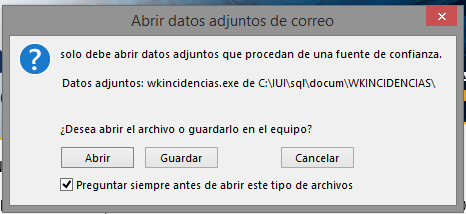 Abrir datos adjuntos de correo
solo debe abrir datos adjuntos que procedan de una fuente de confianza.
Datos adjuntos: wkincidencias.exe de C:\IUI\sql\docum\WKINCIDENCIAS\
¿Desea abrir el archivo o guardarlo en el equipo?
Abrir Guardar Cancelar
Preguntar siempre antes de abrir este tipo de archivos